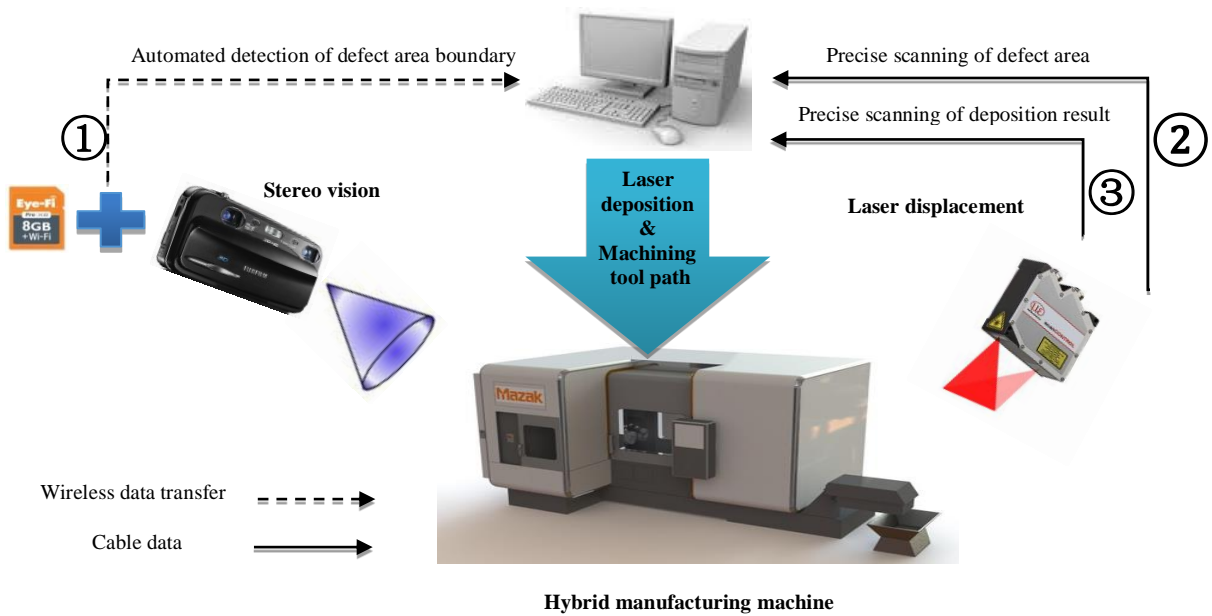 Automated detection of defect area boundary
Precise scanning of defect area
Precise scanning of deposition result
①
②
③
Eye-Fi
8GB
+Wi-Fi
Stereo vision
FUJIFILM
Laser
deposition
&
Machining
tool path
Laser displacement
Mazak
Wireless data transfer
Cable data
Hybrid manufacturing machine